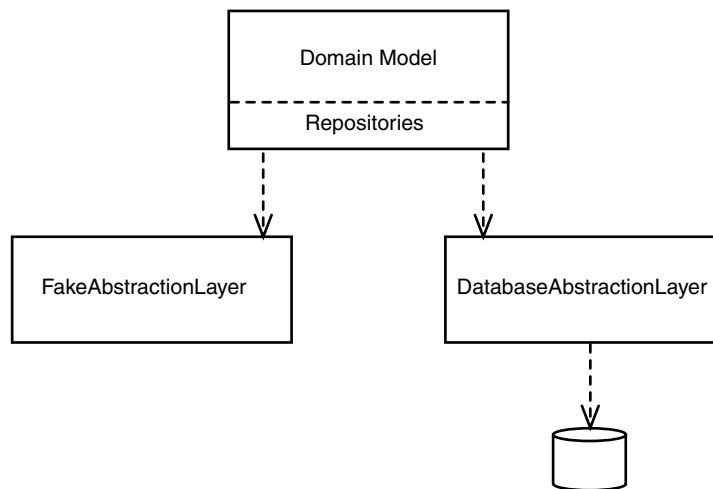 Domain Model
Repositories
FakeAbstractionLayer
DatabaseAbstractionLayer